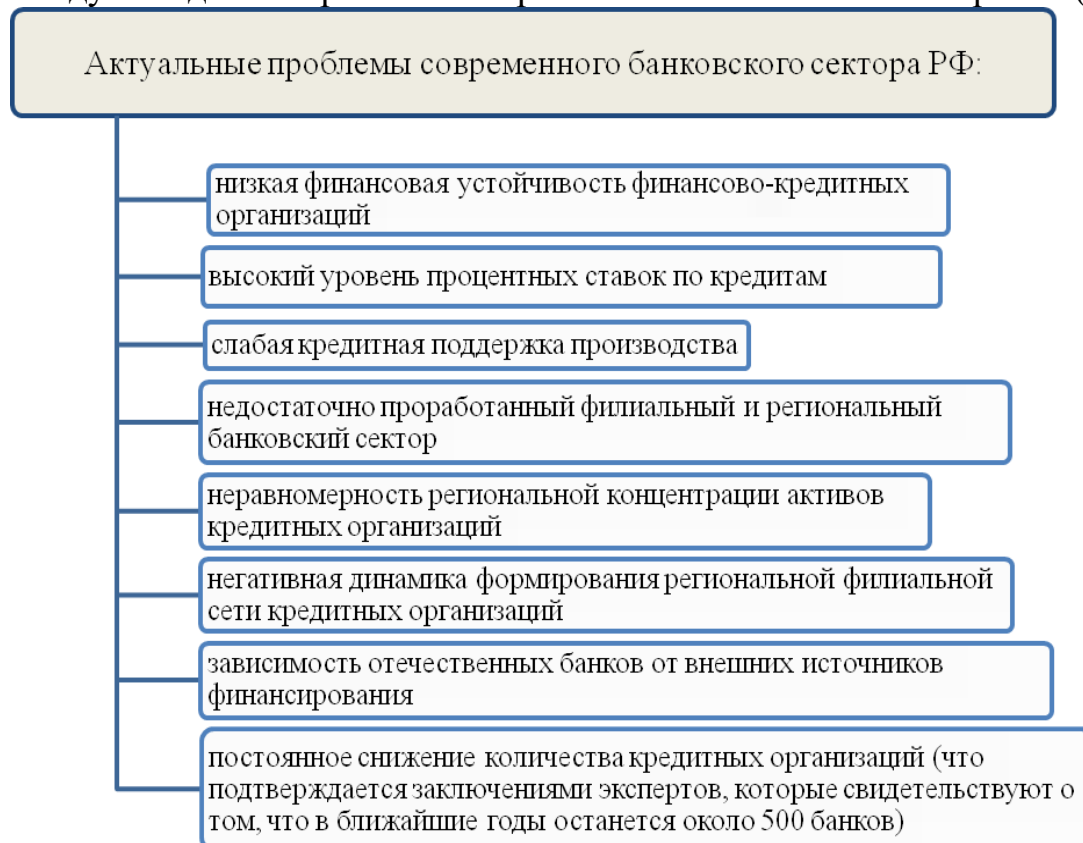 Актуальные проблемы современного банковского сектора РФ:
низкая финансовая устойчивость финансово-кредитных
организаций
высокий уровень процентных ставок по кредитам
слабая кредитная поддержка производства
недостаточно проработанный филиальный и региональный
банковский сектор
неравномерность региональной концентрации активов
кредитных организаций
негативная динамика формирования региональной филиальной
сети кредитных организаций
зависимость отечественных банков от внешних источников
финансирования
постоянное снижение количества кредитных организаций (что
подтверждается заключениями экспертов, которые свидетельствуют о
том, что в ближайшие годы останется около 500 банков)